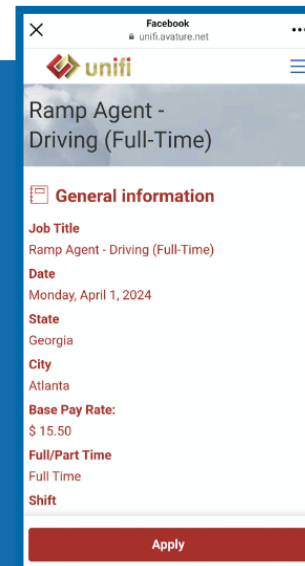 Facebook
unifi.avature.net
unifi
Ramp Agent -
Driving (Full-Time)
General information
Job Title
Ramp Agent - Driving (Full-Time)
Date
Monday, April 1, 2024
State
Georgia
City
Atlanta
Base Pay Rate:
$ 15.50
Full/Part Time
Full Time
Shift
Apply